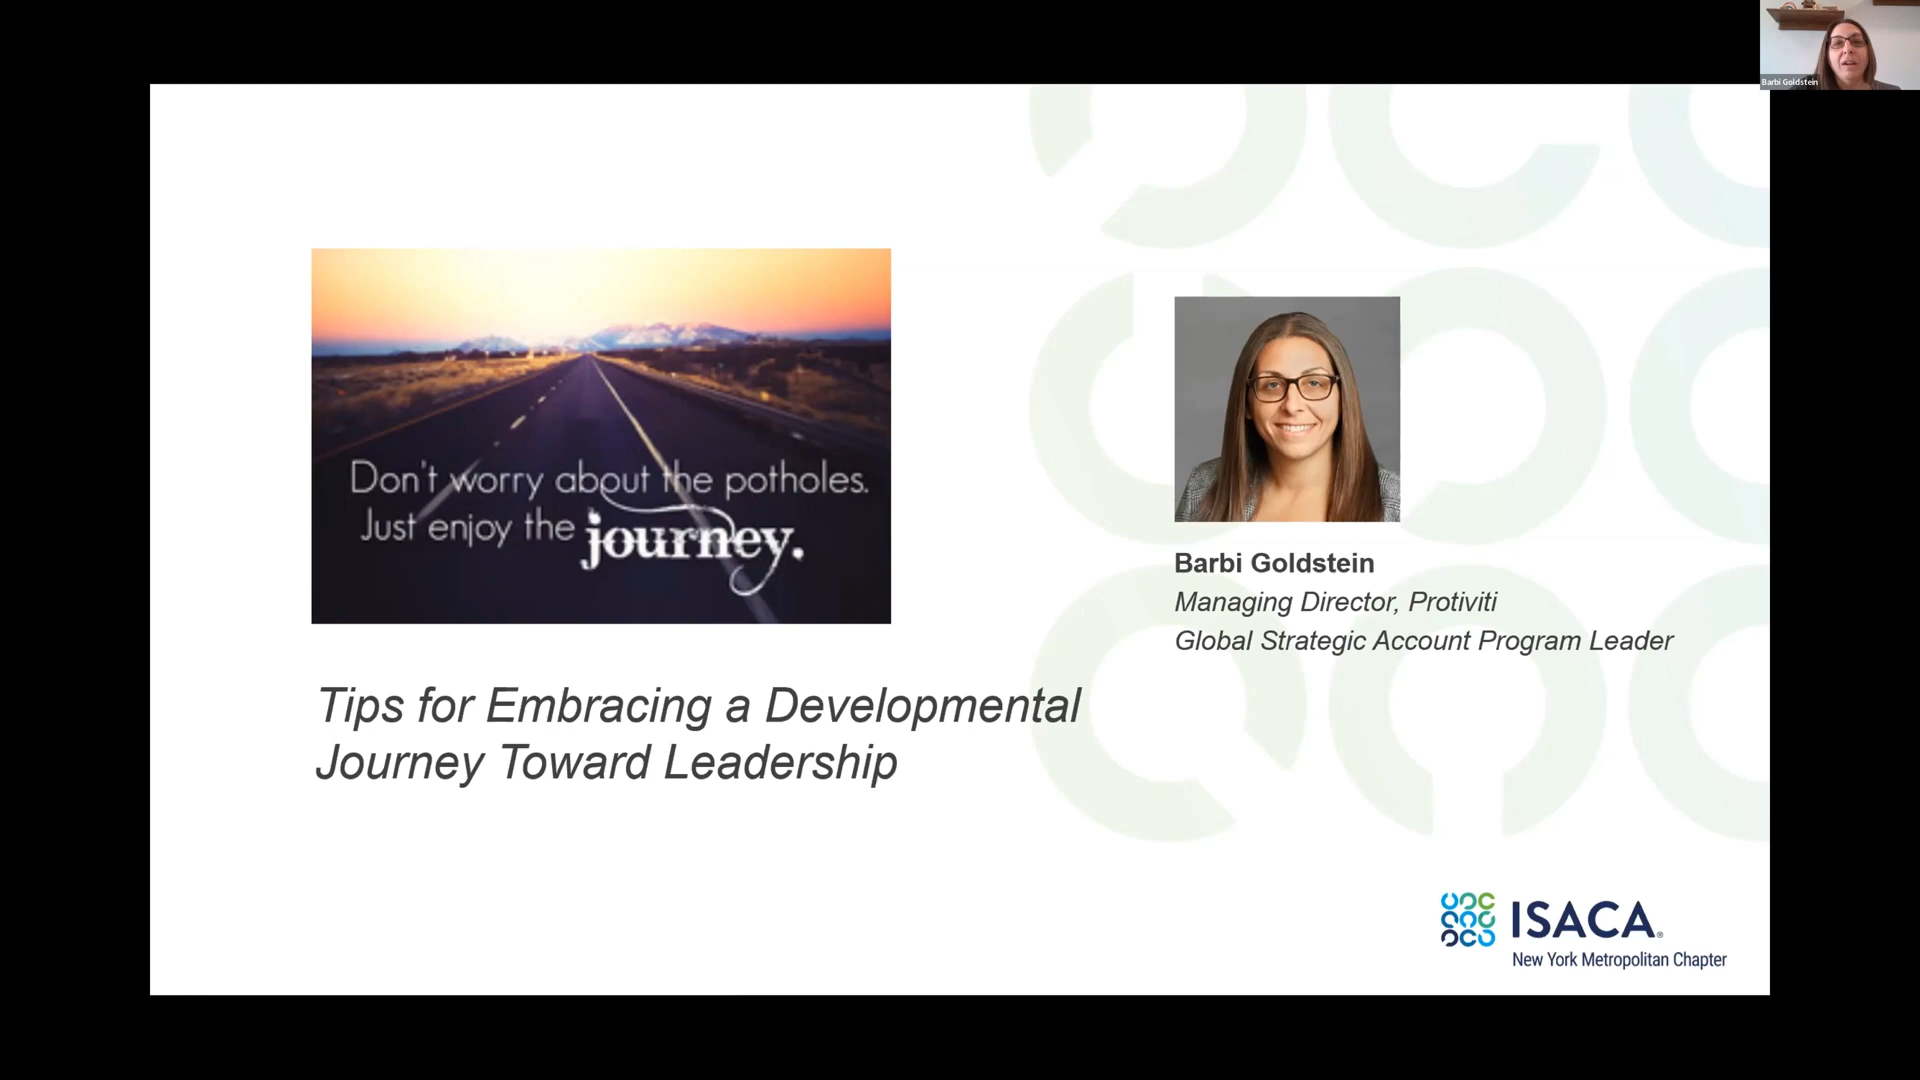 Barbi Goldstein
Don't worry about the potholes.
Just enjoy the journey.
Barbi Goldstein
Managing Director, Protiviti
Global Strategic Account Program Leader
Tips for Embracing a Developmental
Journey Toward Leadership
ISACA®
New York Metropolitan Chapter